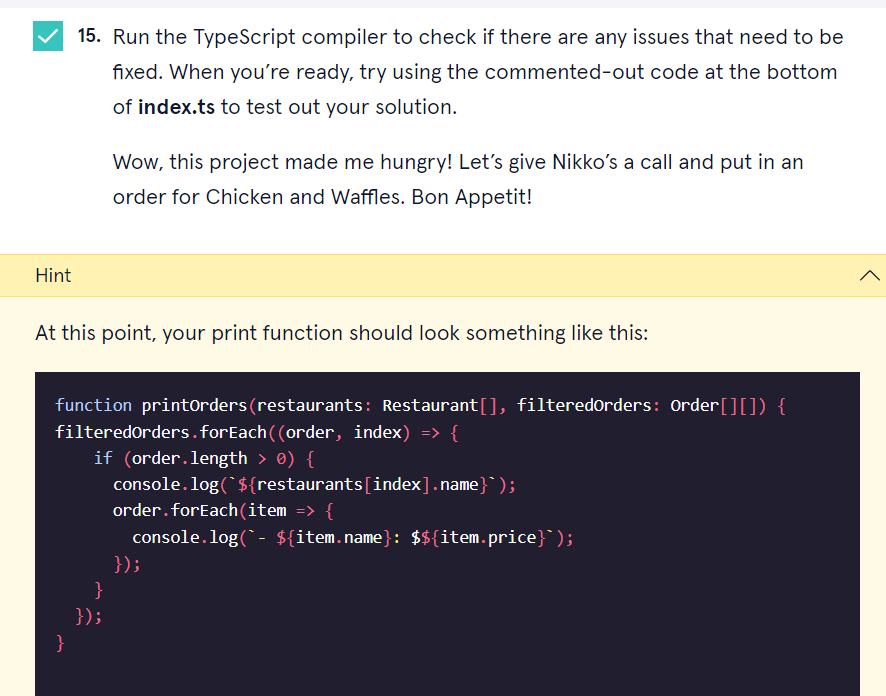 15. Run the TypeScript compiler to check if there are any issues that need to be
fixed. When you’re ready, try using the commented-out code at the bottom
of index.ts to test out your solution.
Wow, this project made me hungry! Let’s give Nikko’s a call and put in an
order for Chicken and Waffles. Bon Appetit!
Hint
At this point, your print function should look something like this:
function printOrders(restaurants: Restaurant[], filteredOrders: Order[][]) {
filteredOrders.forEach((order, index) => {
    if (order.length > 0) {
      console.log(`${restaurants[index].name}`);
      order.forEach(item => {
        console.log(`- ${item.name}: $${item.price}`);
      });
    }
  });
}